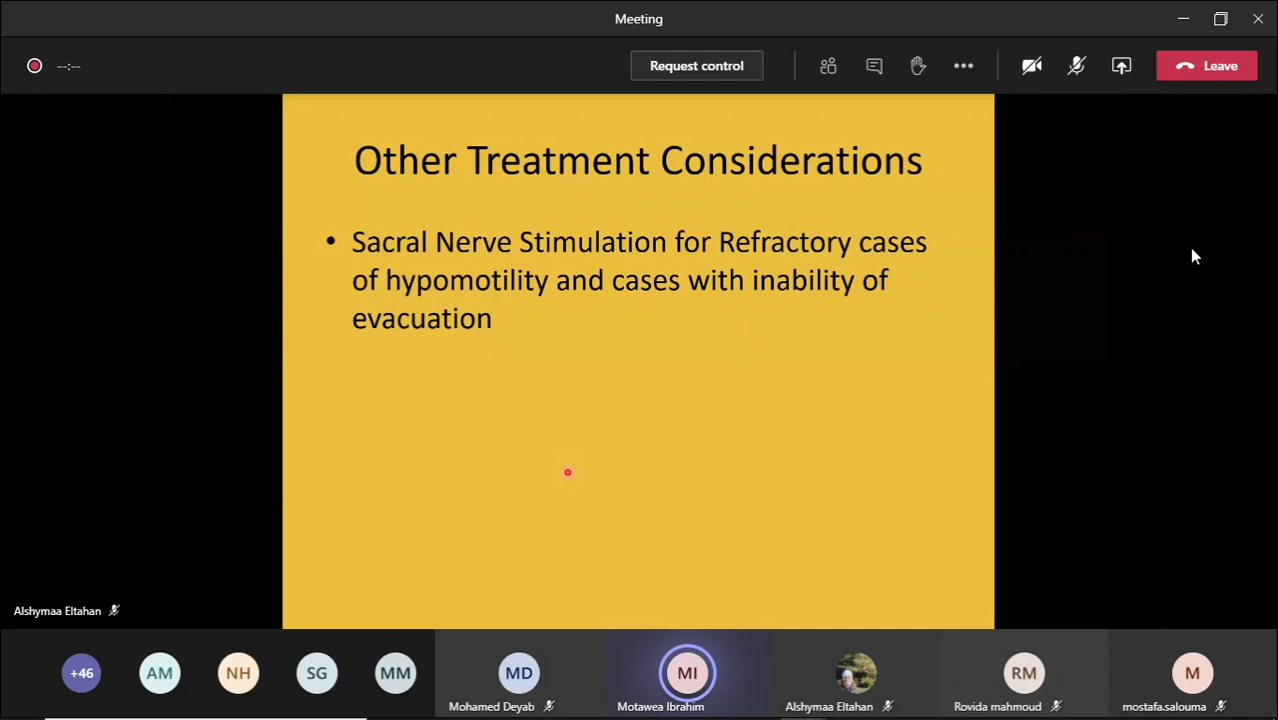 Meeting
--:--
Request control
Leave
Other Treatment Considerations
• Sacral Nerve Stimulation for Refractory cases
of hypomotility and cases with inability of
evacuation
Alshymaa Eltahan
+46
AM
NH
SG
MM
MD
MI
RM
M
Mohamed Deyab
Motawea Ibrahim
Alshymaa Eltahan
Rovida mahmoud
mostafa.salouma